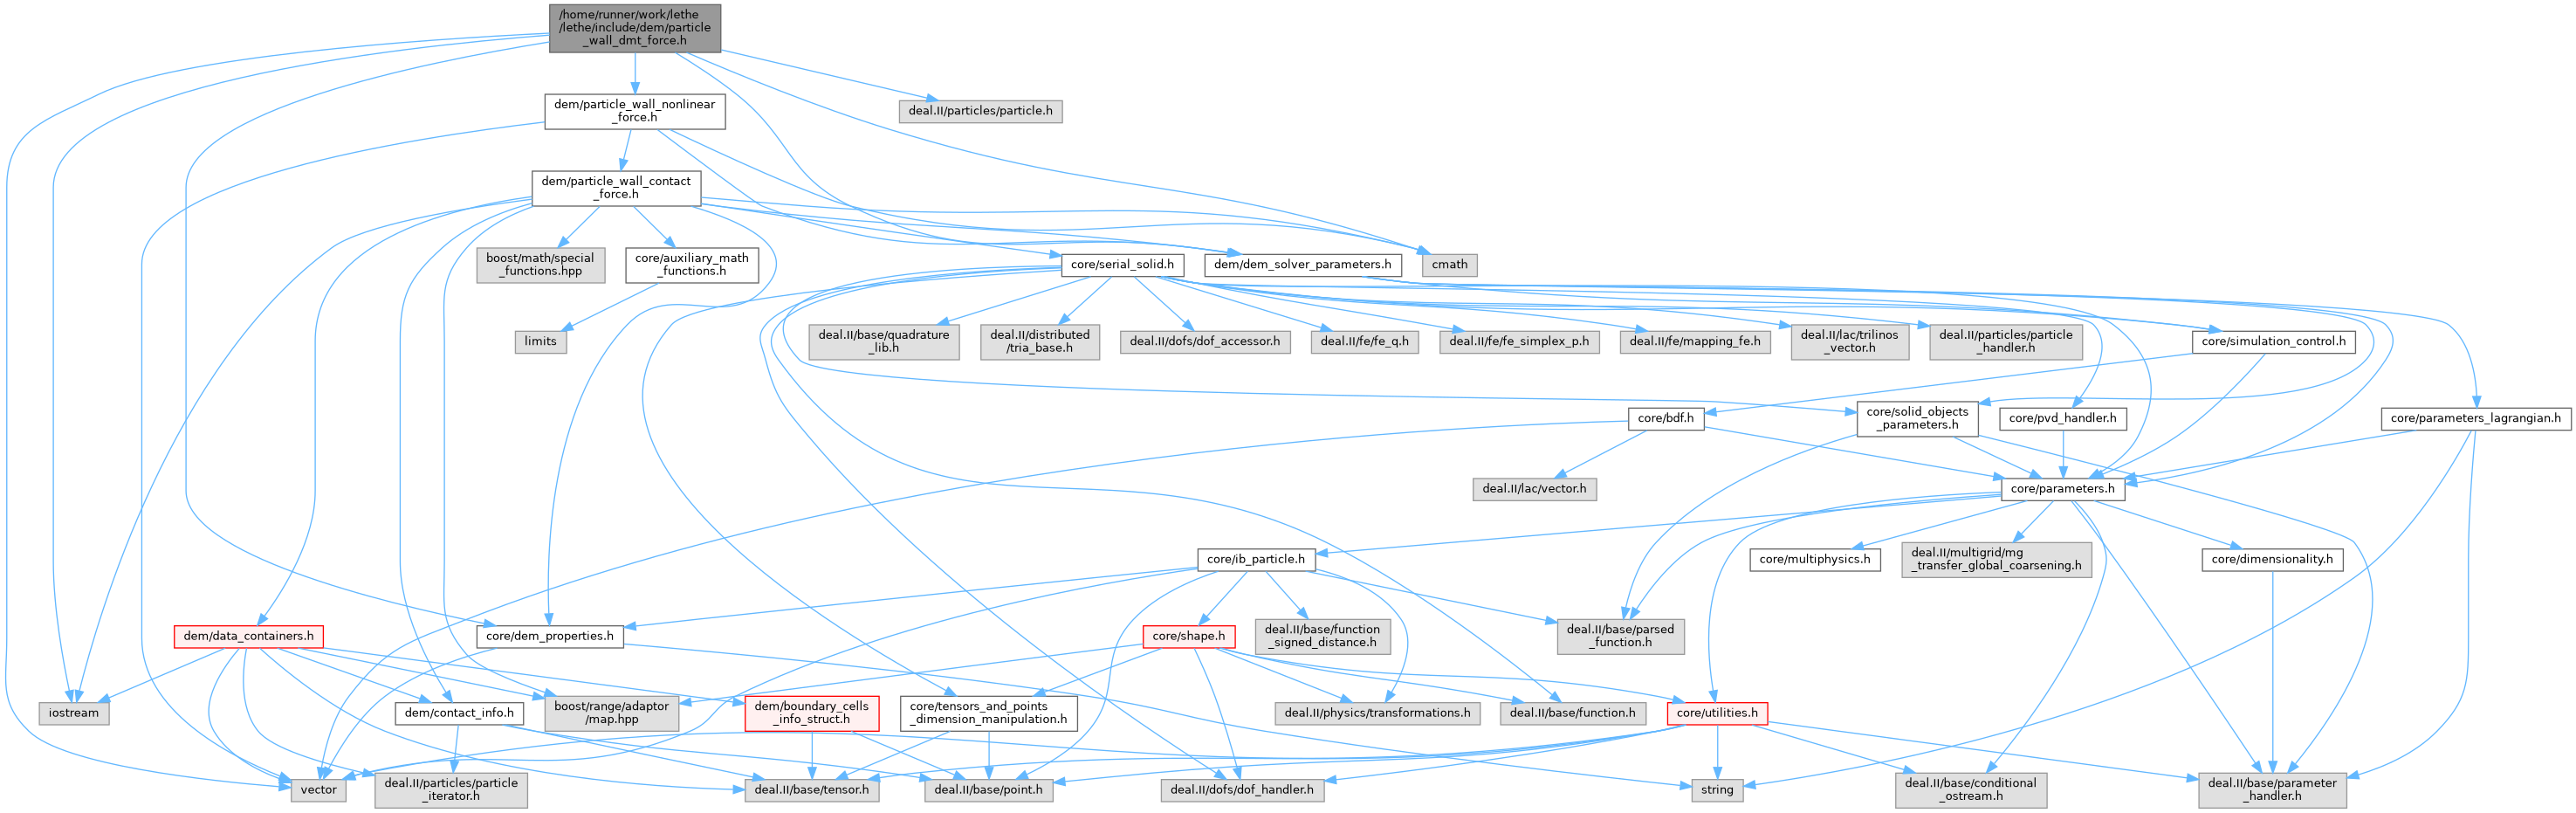 /home/runner/work/lethe
/lethe/include/dem/particle
_wall_dmt_force.h
dem/particle_wall_nonlinear
_force.h
deal.II/particles/particle.h
dem/particle_wall_contact
_force.h
boost/math/special
_functions.hpp
core/auxiliary_math
_functions.h
core/serial_solid.h
dem/dem_solver_parameters.h
cmath
limits
deal.II/base/quadrature
_lib.h
deal.II/distributed
/tria_base.h
deal.II/dofs/dof_accessor.h
deal.II/fe/fe_q.h
deal.II/fe/fe_simplex_p.h
deal.II/fe/mapping_fe.h
deal.II/lac/trilinos
_vector.h
deal.II/particles/particle
_handler.h
core/simulation_control.h
core/bdf.h
core/solid_objects
_parameters.h
core/pvd_handler.h
core/parameters_lagrangian.h
deal.II/lac/vector.h
core/parameters.h
core/ib_particle.h
core/multiphysics.h
deal.II/multigrid/mg
_transfer_global_coarsening.h
core/dimensionality.h
dem/data_containers.h
core/dem_properties.h
core/shape.h
deal.II/base/function
_signed_distance.h
deal.II/base/parsed
_function.h
iostream
dem/contact_info.h
boost/range/adaptor
/map.hpp
dem/boundary_cells
_info_struct.h
core/tensors_and_points
_dimension_manipulation.h
deal.II/physics/transformations.h
deal.II/base/function.h
core/utilities.h
vector
deal.II/particles/particle
_iterator.h
deal.II/base/tensor.h
deal.II/base/point.h
deal.II/dofs/dof_handler.h
string
deal.II/base/conditional
_ostream.h
deal.II/base/parameter
_handler.h